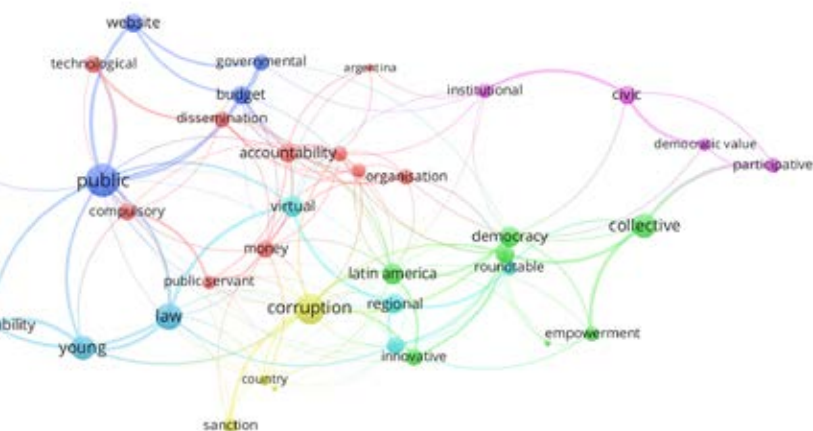 website
technological
governmental
argentina
budget
institutional
civic
dissemination
democratic value
accountability
participative
public
organisation
compulsory
virtual
collective
democracy
money
roundtable
latin america
public servant
corruption
regional
law
bility
empowerment
young
innovative
country
sanction